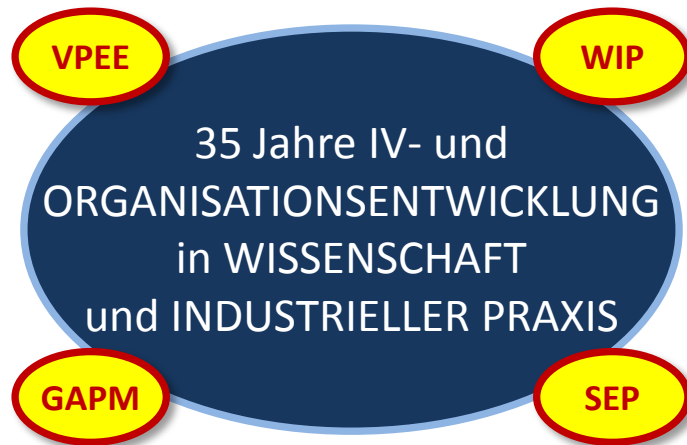 VPEE
WIP
35 Jahre IV- und
ORGANISATIONSENTWICKLUNG
in WISSENSCHAFT
und INDUSTRIELLER PRAXIS
GAPM
SEP